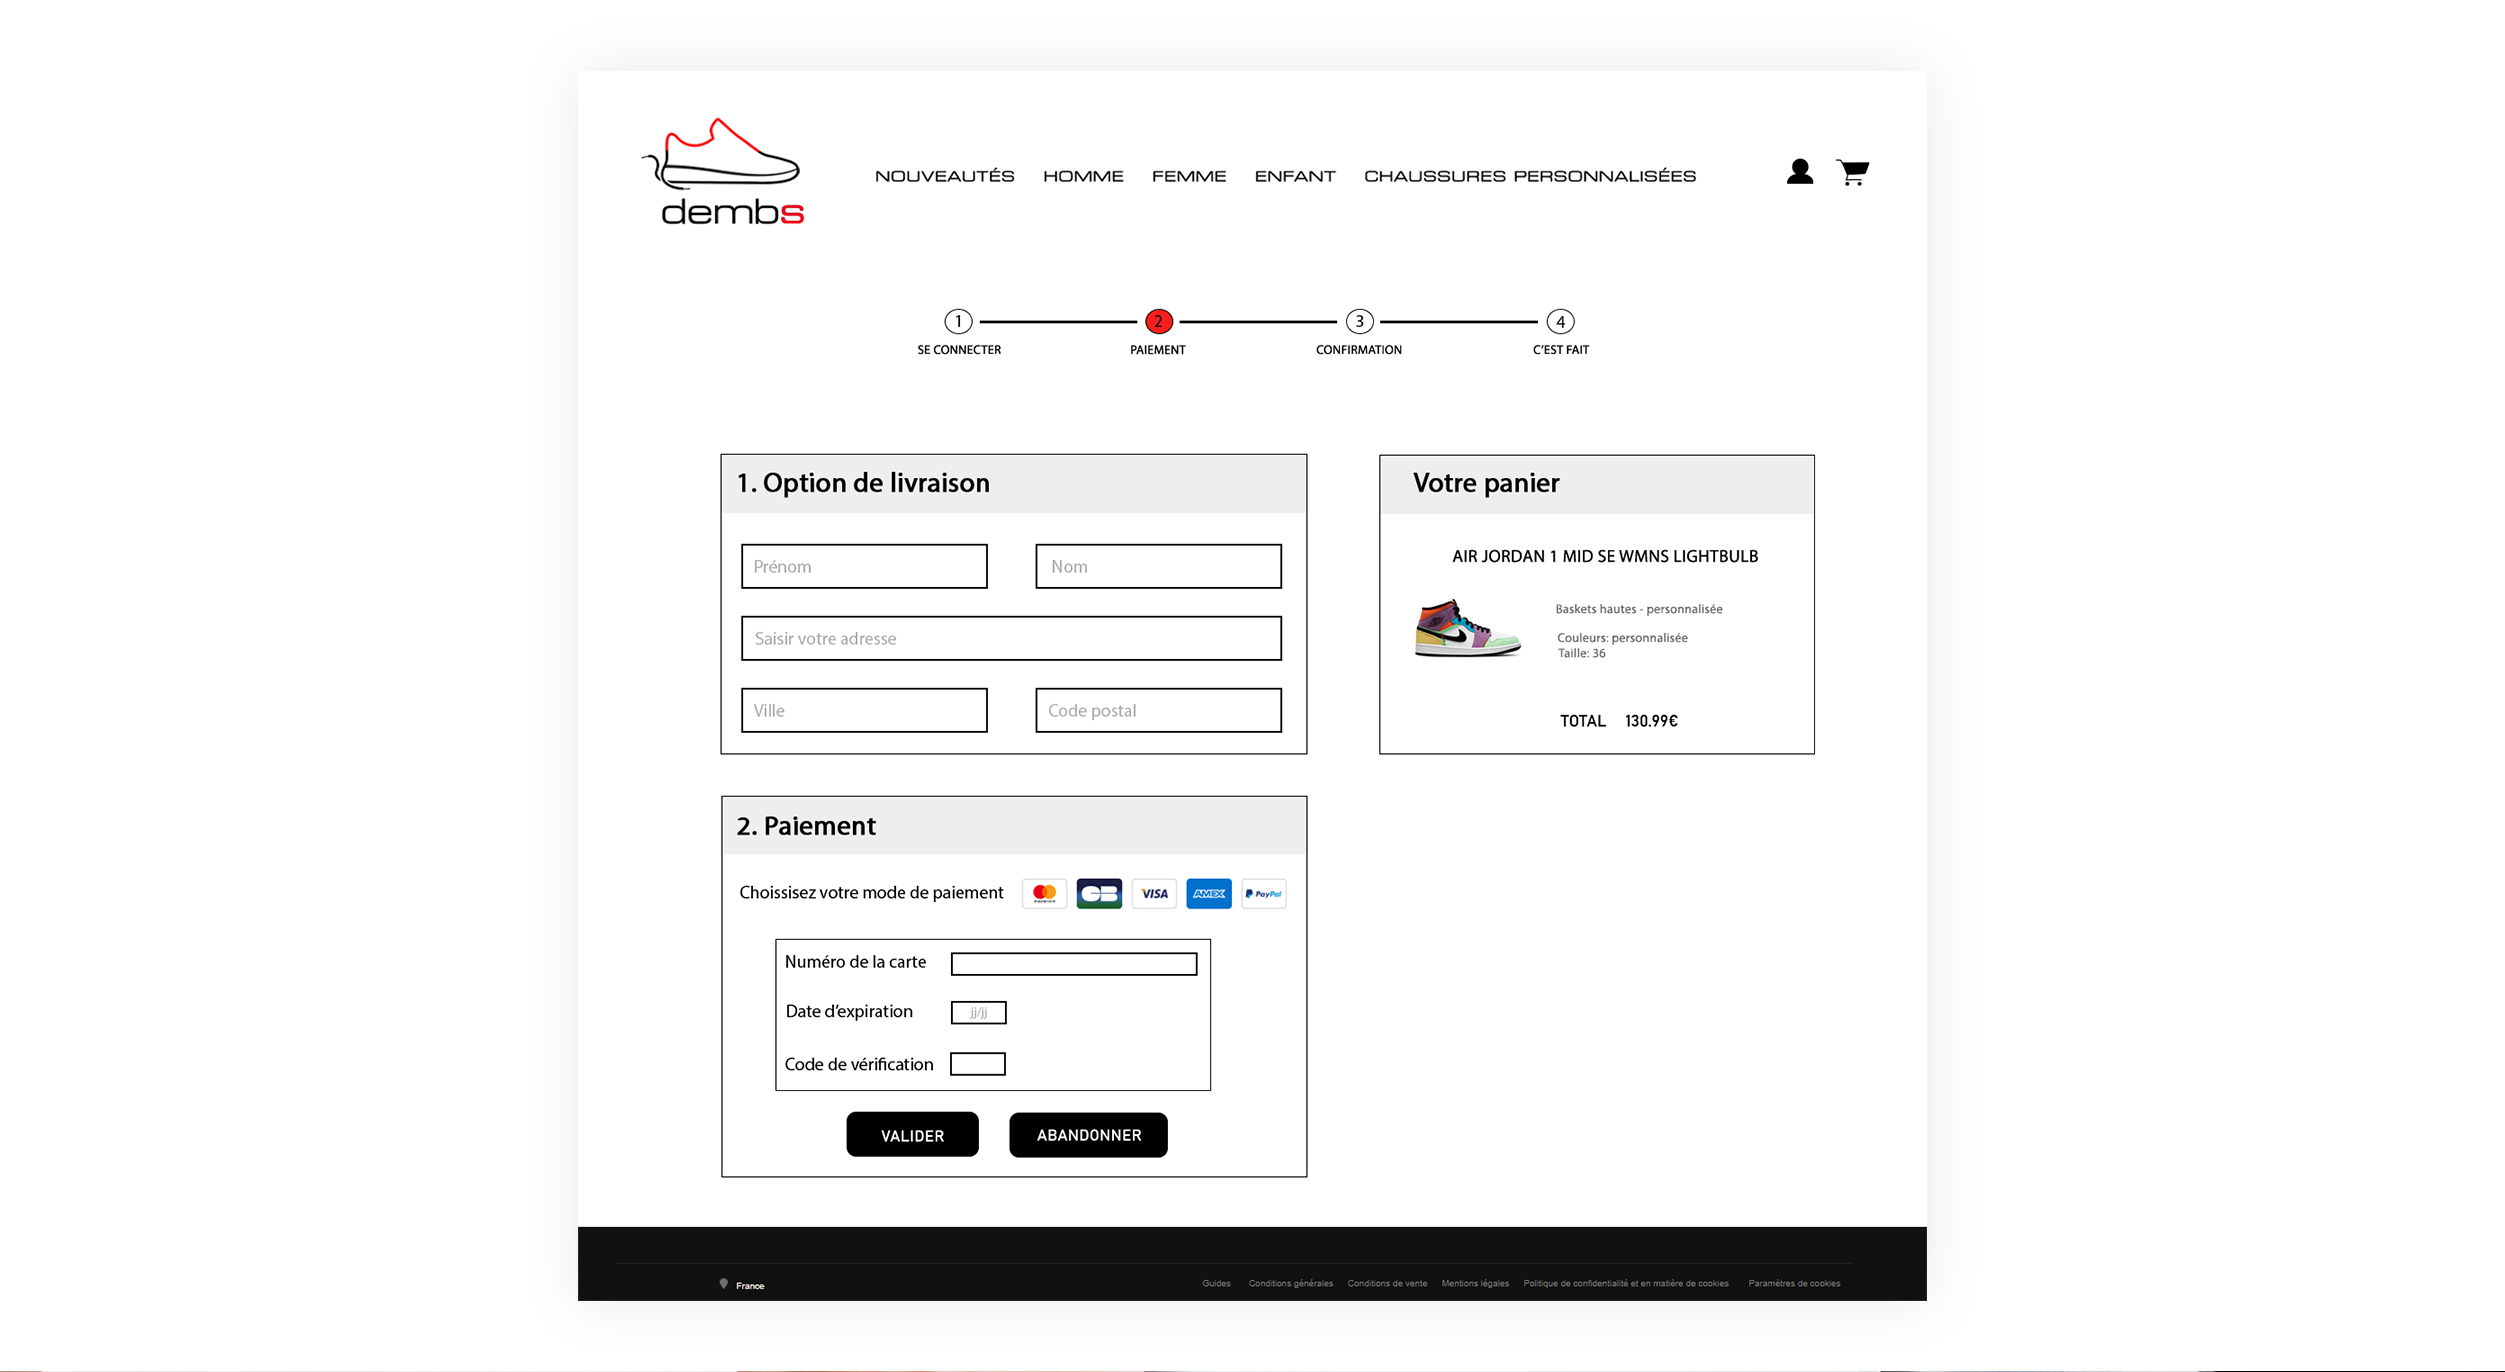 dembs
NOUVEAUTÉS HOMME FEMME ENFANT CHAUSSURES PERSONNALISÉES
1 2 3 4
SE CONNECTER PAIEMENT CONFIRMATION C'EST FAIT
1. Option de livraison
Prénom Nom
Saisir votre adresse
Ville Code postal
Votre panier
AIR JORDAN 1 MID SE WMNS LIGHTBULB
Baskets hautes - personnalisée
Couleurs: personnalisée
Taille: 36
TOTAL 130.99€
2. Paiement
Choissisez votre mode de paiement CB VISA AMEX PayPal
Numéro de la carte
Date d'expiration jj/jj
Code de vérification
VALIDER ABANDONNER
France Guides Conditions générales Conditions de vente Mentions légales Politique de confidentialité et en matière de cookies Paramètres de cookies